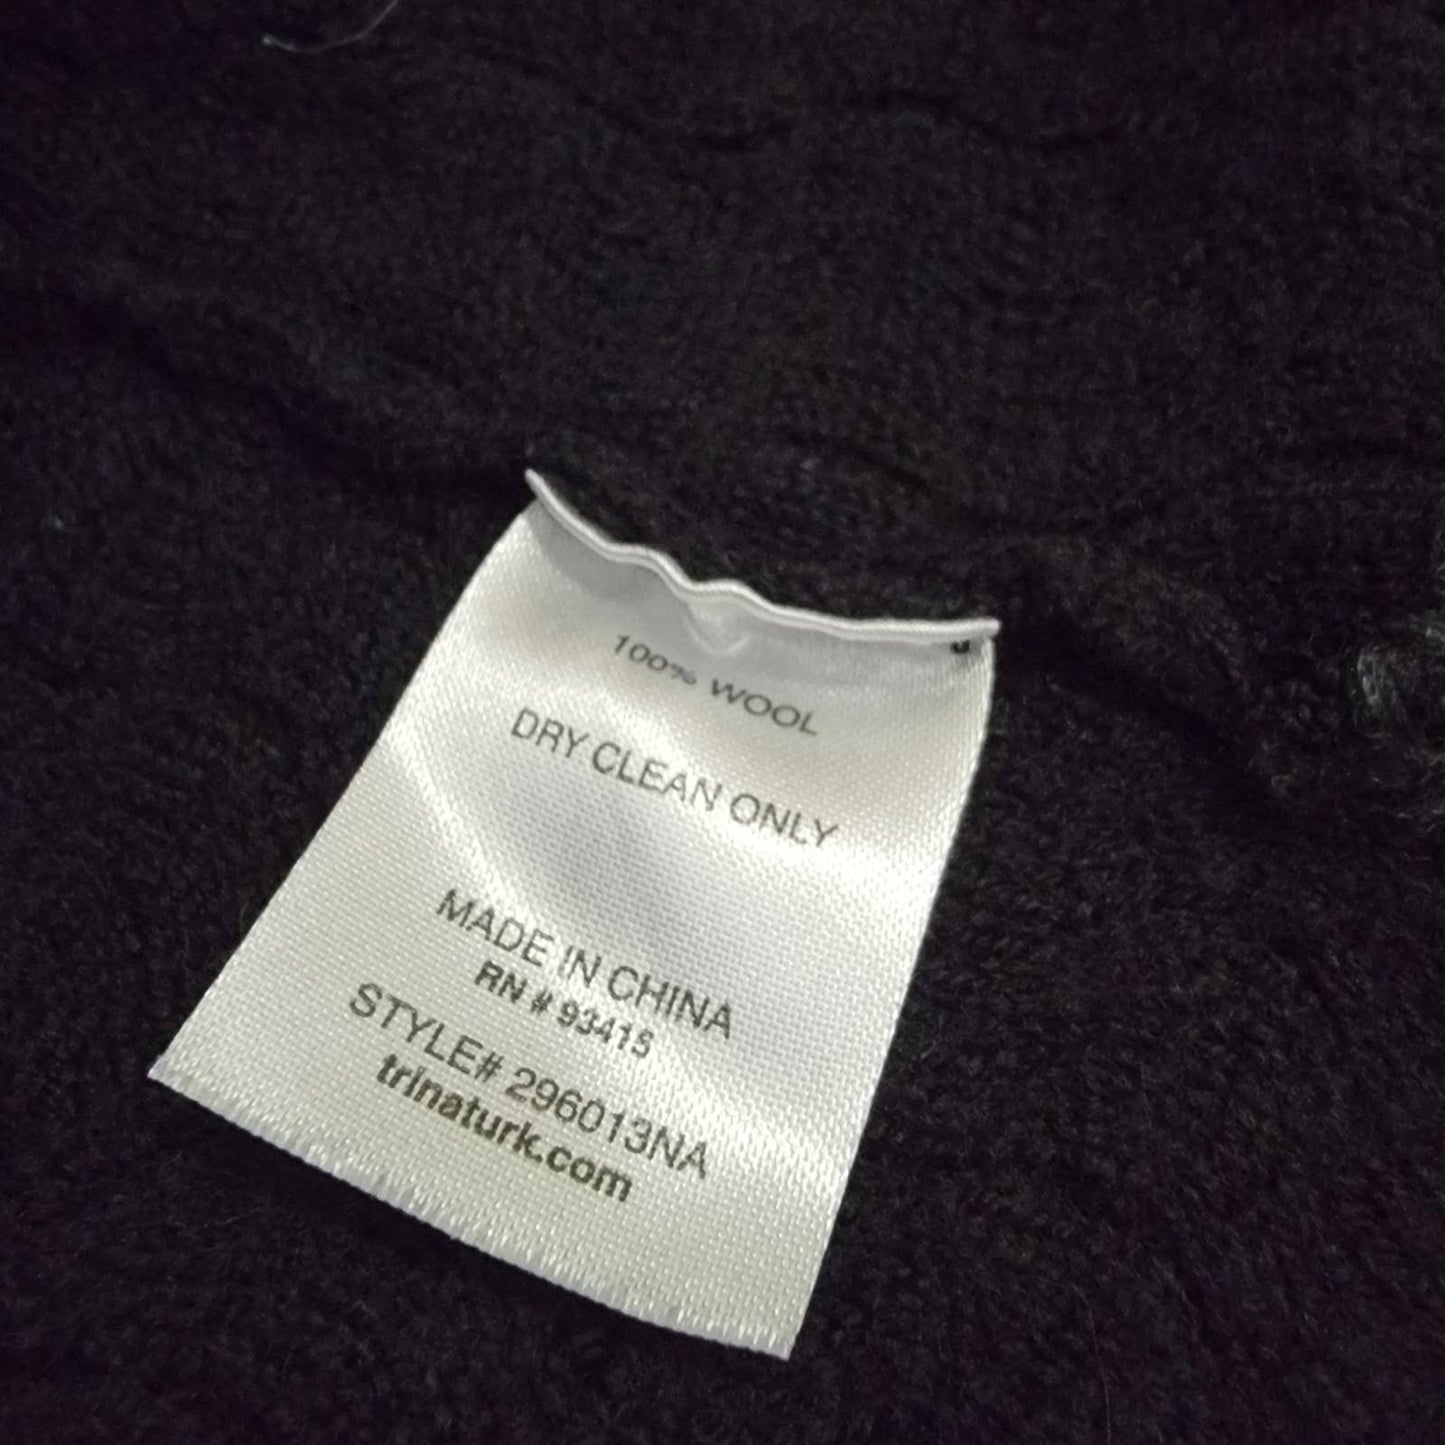 100% WOOL
DRY CLEAN ONLY
MADE IN CHINA
RN # 93415
STYLE# 296013NA
trinaturk.com